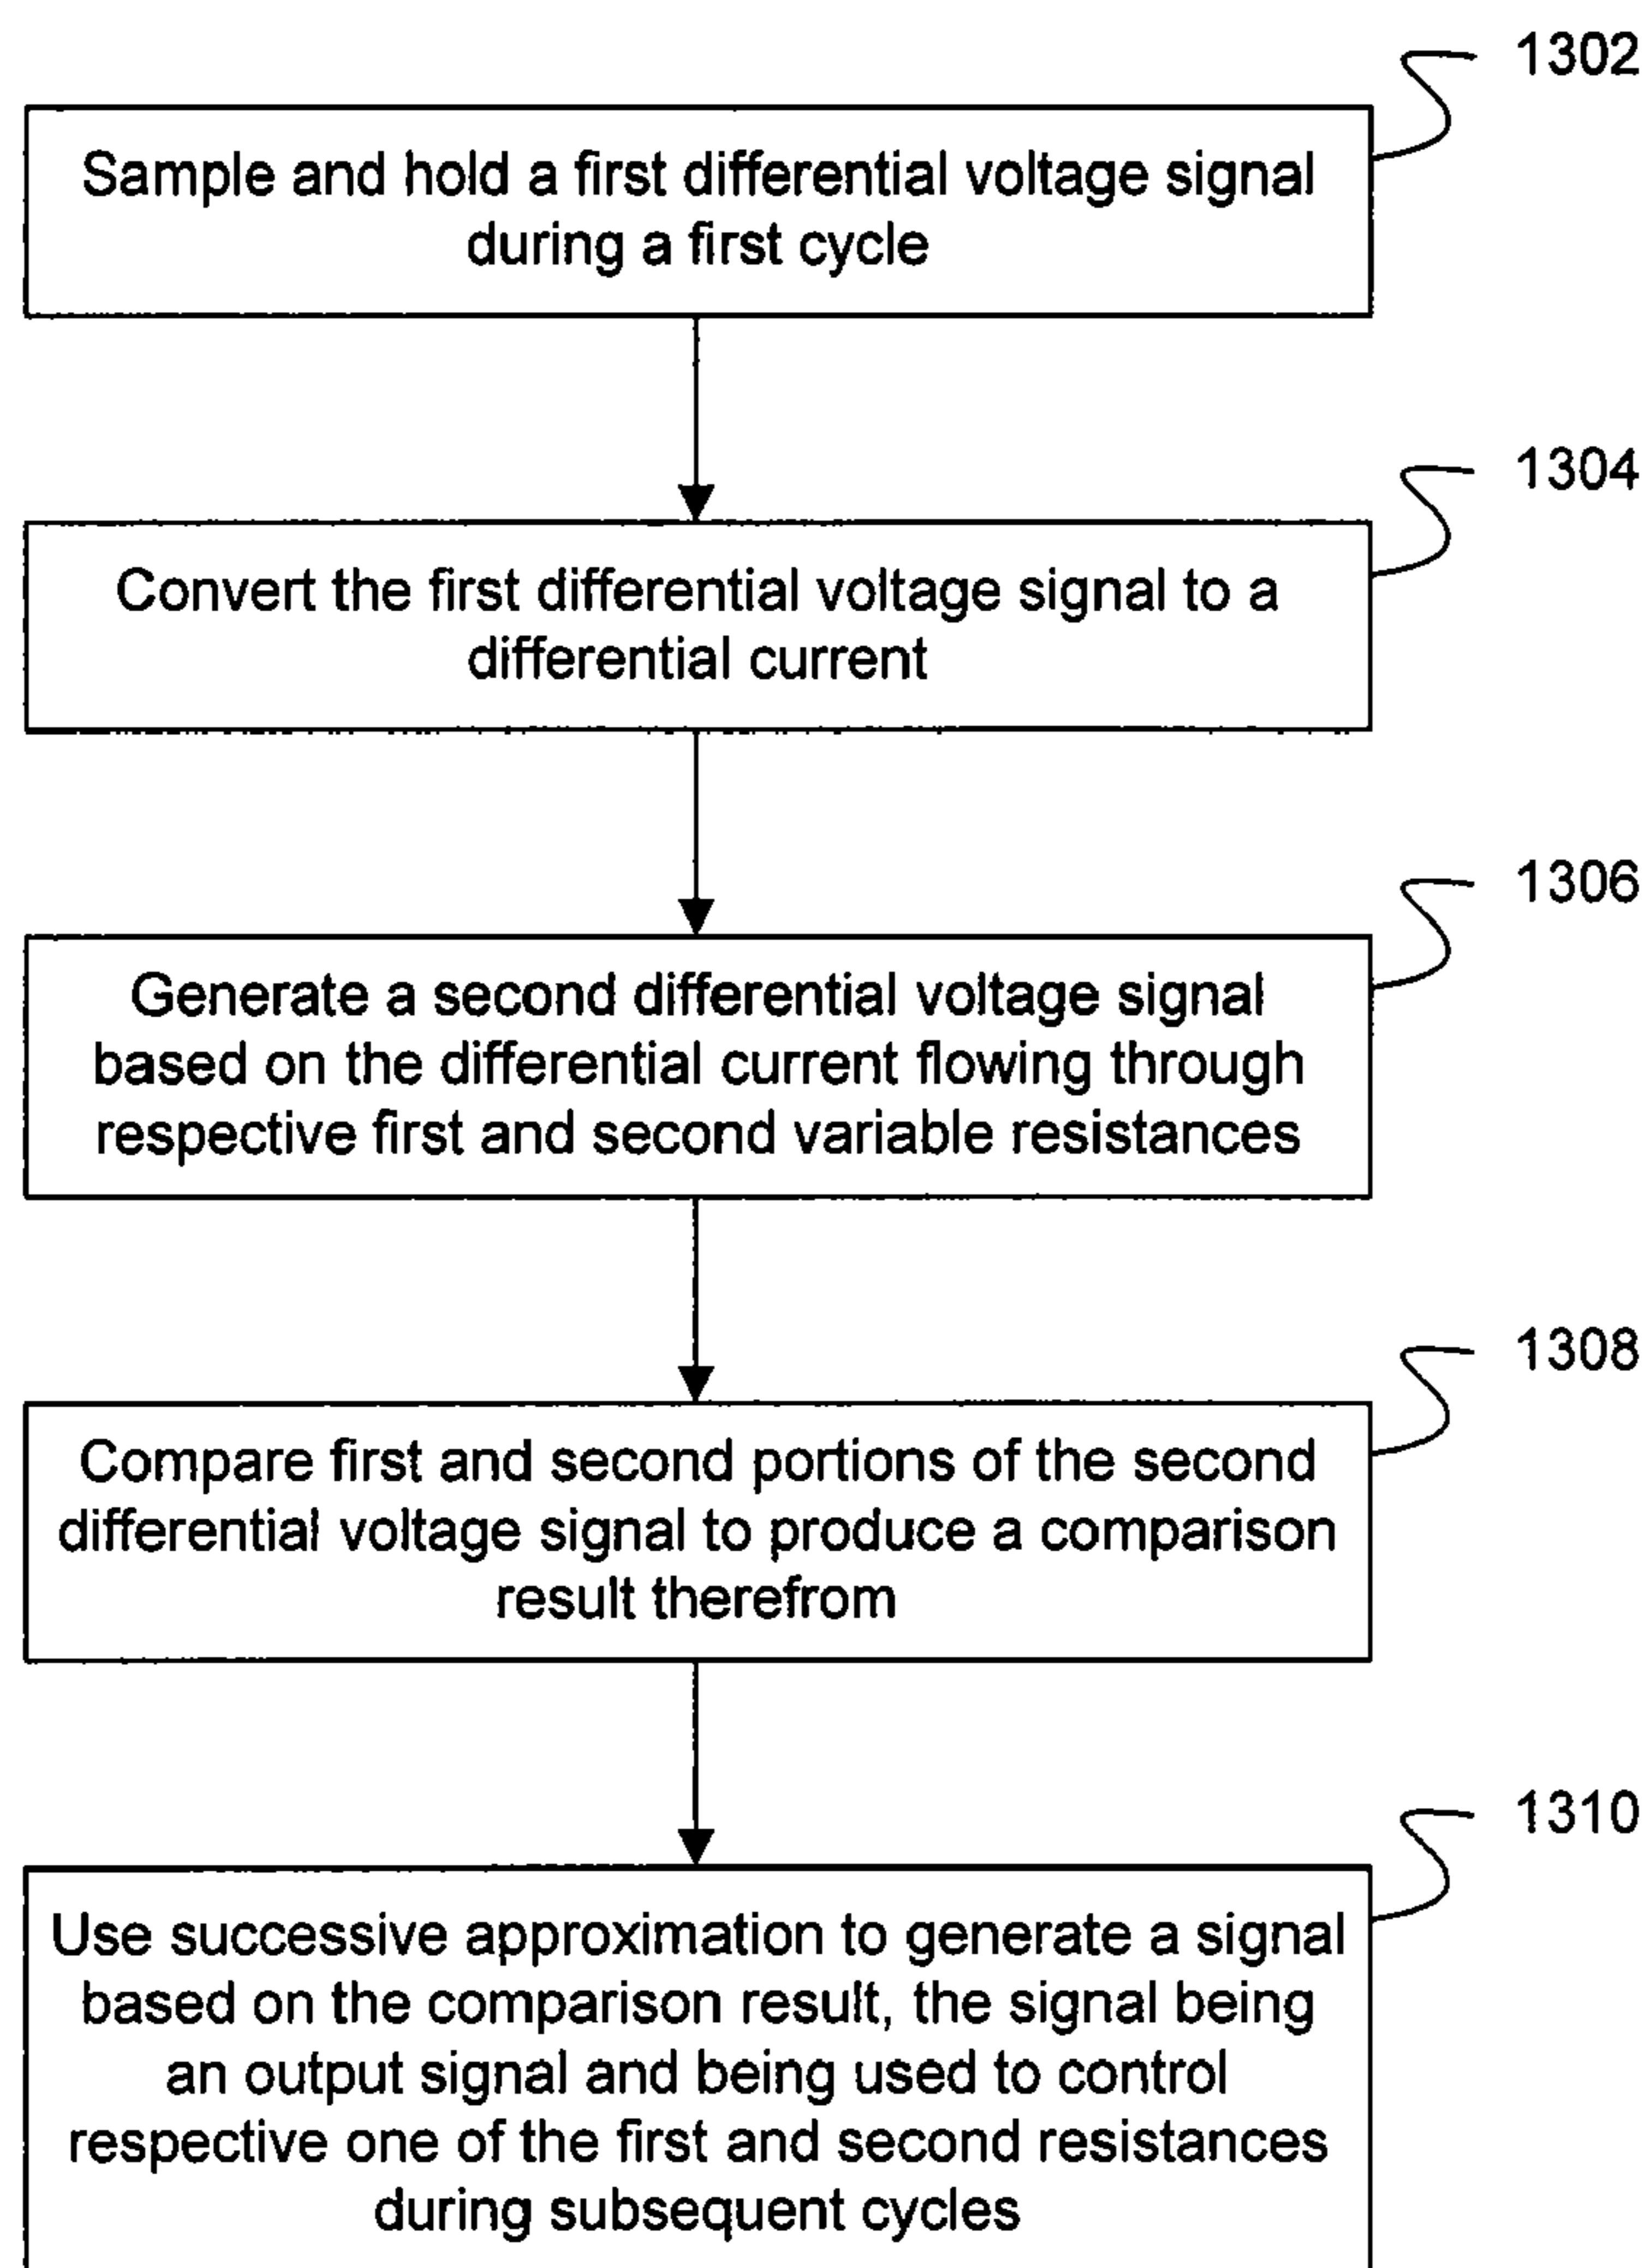 1302
Sample and hold a first differential voltage signal
during a first cycle
1304
Convert the first differential voltage signal to a
differential current
1306
Generate a second differential voltage signal
based on the differential current flowing through
respective first and second variable resistances
1308
Compare first and second portions of the second
differential voltage signal to produce a comparison
result therefrom
1310
Use successive approximation to generate a signal
based on the comparison result, the signal being
an output signal and being used to control
respective one of the first and second resistances
during subsequent cycles